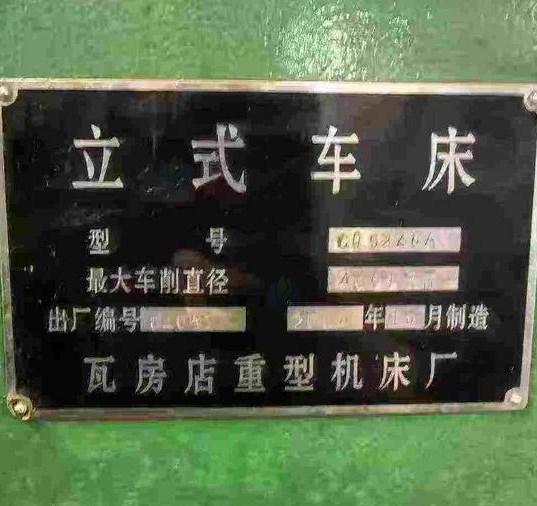 立式车床
型号
最大车削直径
出厂编号 年 月制造
瓦房店重型机床厂